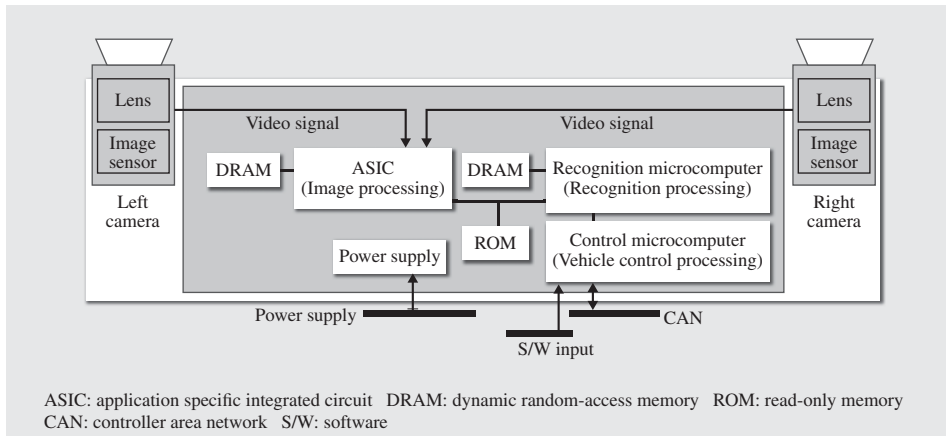 Lens
Image
sensor
Left
camera
Video signal
Video signal
DRAM
ASIC
(Image processing)
DRAM
Recognition microcomputer
(Recognition processing)
ROM
Power supply
Control microcomputer
(Vehicle control processing)
Lens
Image
sensor
Right
camera
Power supply
CAN
S/W input
ASIC: application specific integrated circuit DRAM: dynamic random-access memory ROM: read-only memory
CAN: controller area network S/W: software